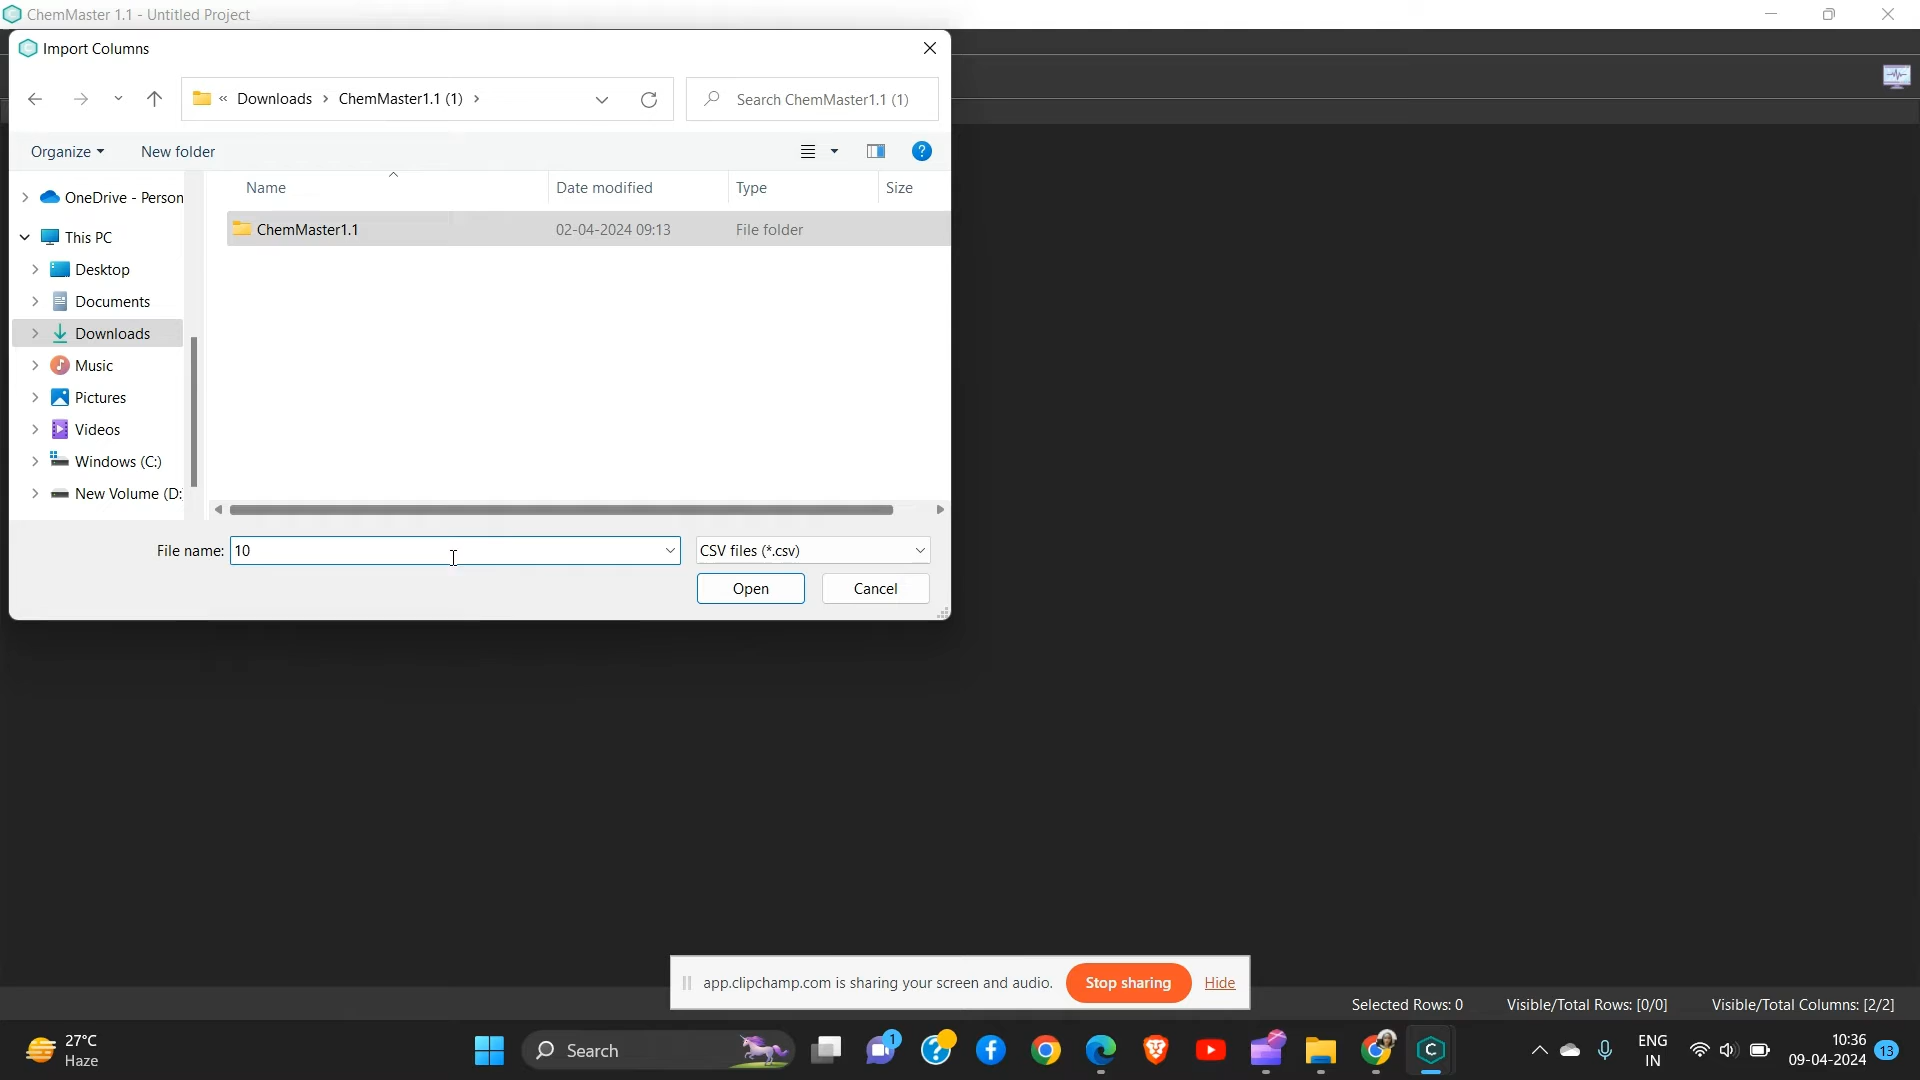 ChemMaster 1.1 - Untitled Project
Import Columns
« Downloads › ChemMaster1.1 (1) ›
Search ChemMaster1.1 (1)
Organize
New folder
Name
Date modified
Type
Size
OneDrive - Person
This PC
Desktop
Documents
Downloads
Music
Pictures
Videos
Windows (C:)
New Volume (D:
ChemMaster1.1
02-04-2024 09:13
File folder
File name:
10
CSV files (*.csv)
Open
Cancel
app.clipchamp.com is sharing your screen and audio.
Stop sharing
Hide
Selected Rows: 0
Visible/Total Rows: [0/0]
Visible/Total Columns: [2/2]
27°C
Haze
Search
1
ENG
IN
10:36
09-04-2024
13